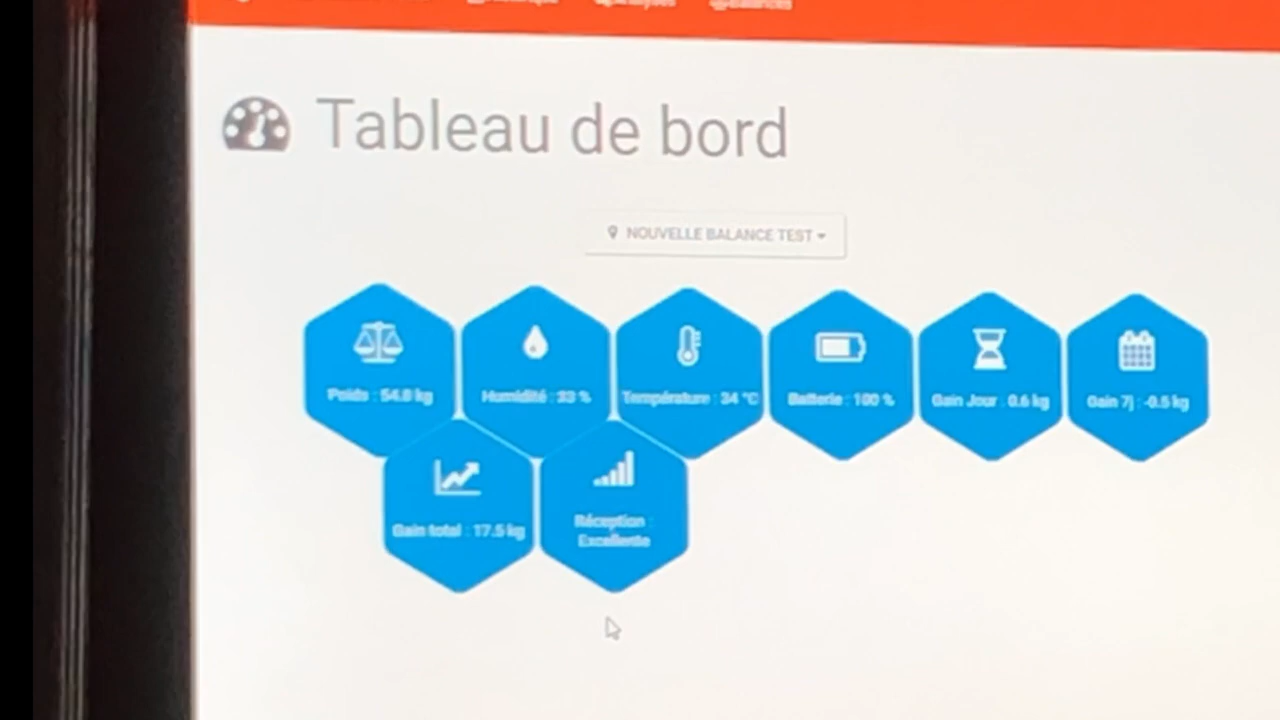 Tableau de bord
NOUVELLE BALANCE TEST
Poids : 54.8 kg
Humidité : 33 %
Température : 34 °C
Batterie : 100 %
Gain Jour : 0.6 kg
Gain 7j : -0.5 kg
Gain total : 17.5 kg
Réception :
Excellente